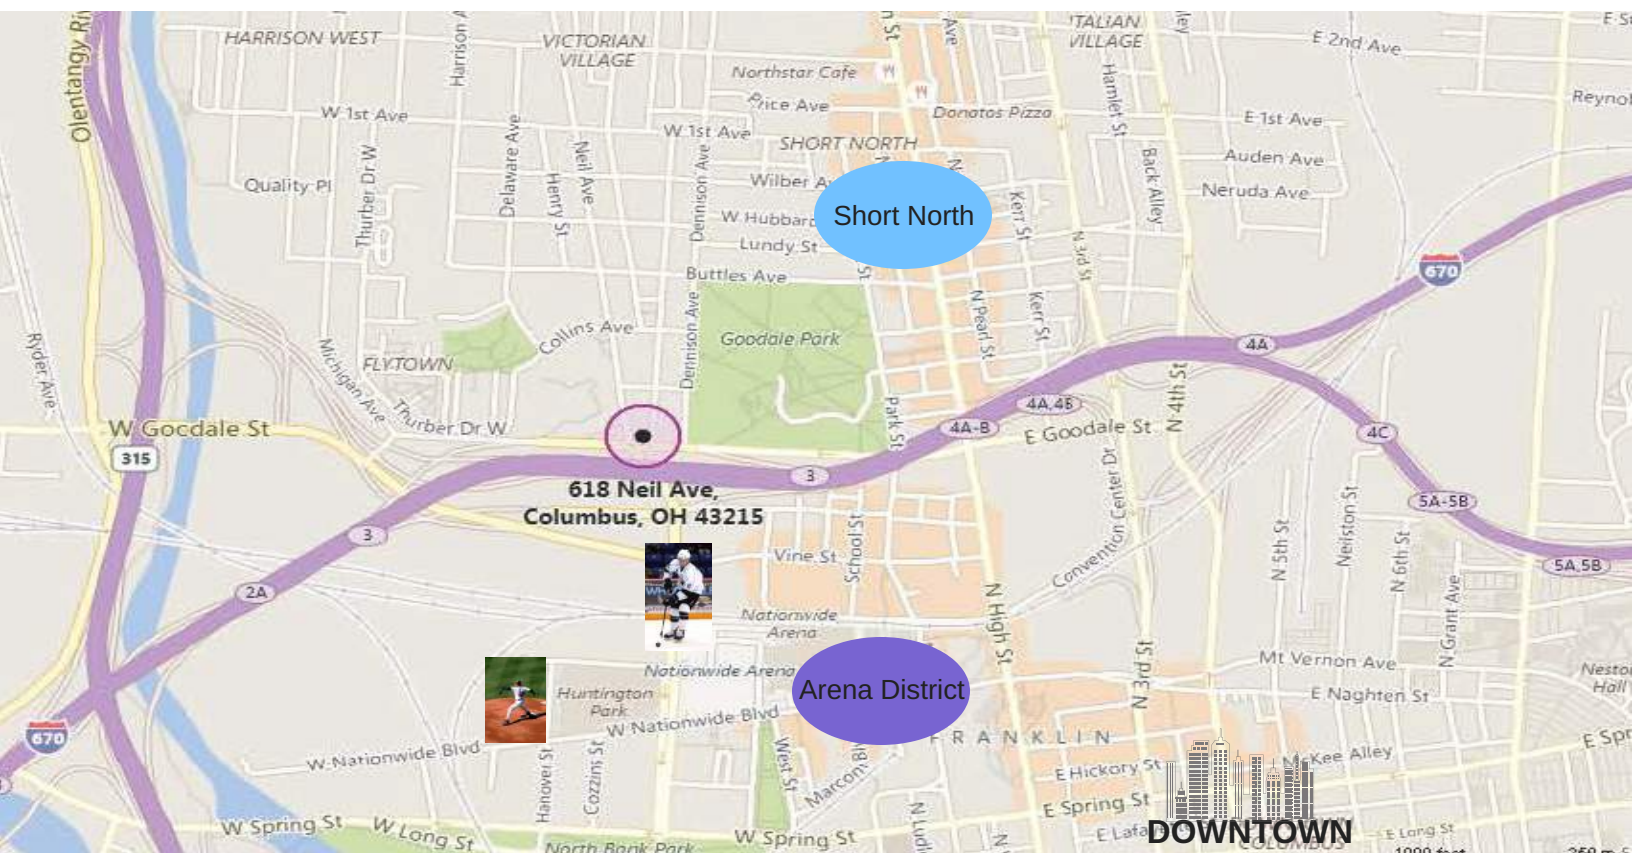 E 2nd Ave
HARRISON WEST
VICTORIAN
VILLAGE
ITALIAN
VILLAGE
Olentangy Riv
Northstar Cafe
Price Ave
Donatos Pizza
Reynol
W 1st Ave
W 1st Ave
E 1st Ave
SHORT NORTH
Hamlet St
Auden Ave
Wilber A
Quality Pl
Neruda Ave
Delaware Ave
Neil Ave
Henry St
Thurber Dr W
Dennison Ave
Back Alley
Kerr St
Short North
W Hubbard
Lundy St
N 3rd St
Buttles Ave
670
Dennison Ave
N Pearl St
Kerr St
Collins Ave
Goodale Park
4A
Ryder Ave
Michigan Ave
FLYTOWN
N 4th St
4A,4B
Park St
W Gocdale St
Thurber Dr W
4A-B
E Goodale St
4C
315
3
618 Neil Ave,
Columbus, OH 43215
5A-5B
3
School St
Convention Center Dr
N 5th St
Neriston St
N 6th St
Vine St
5A,5B
2A
N High St
N Grant Ave
Nationwide
Arena
Nationwide Arena
Arena District
Mt Vernon Ave
Nesto
Hall
Huntington
Park
N 3rd St
E Naghten St
W Nationwide Blvd
670
FRANKLIN
E Spr
W Nationwide Blvd
Hanover St
Cozzins St
West St
Marconi Bl
Kee Alley
E Hickory St
E Spring St
W Spring St
W Long St
W Spring St
N Ludl
E Lafaye
DOWNTOWN
E Long St
COLUMBUS
North Bank Park